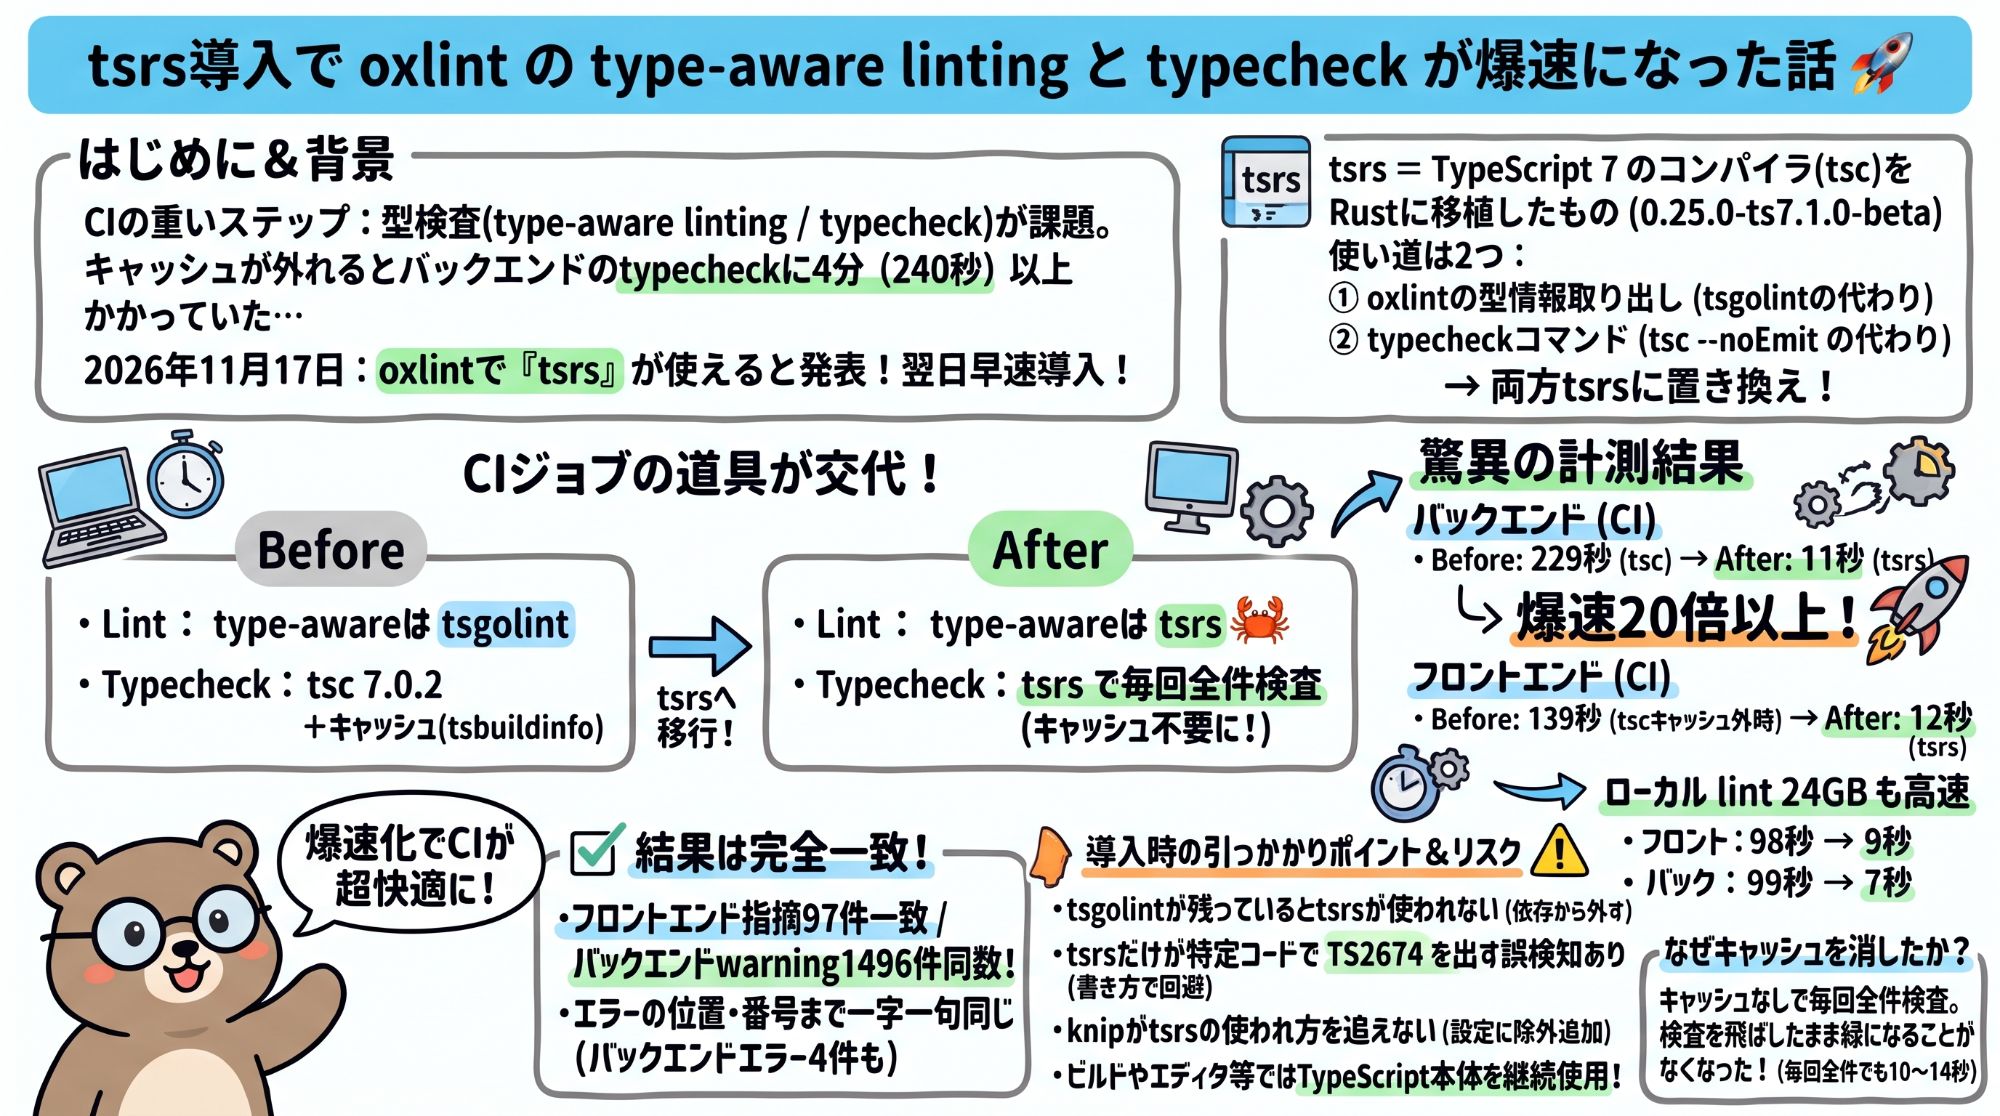 tsrs導入で oxlint の type-aware linting と typecheck が爆速になった話 🚀
はじめに＆背景
CIの重いステップ：型検査(type-aware linting / typecheck)が課題。
キャッシュが外れるとバックエンドのtypecheckに4分（240秒）以上
かかっていた…
2026年11月17日：oxlintで『tsrs』が使えると発表！翌日早速導入！
tsrs
tsrs ＝ TypeScript 7 のコンパイラ(tsc)を
Rustに移植したもの (0.25.0-ts7.1.0-beta)
使い道は2つ：
① oxlintの型情報取り出し (tsgolintの代わり)
② typecheckコマンド (tsc --noEmit の代わり)
→ 両方tsrsに置き換え！
CIジョブの道具が交代！
Before
・Lint： type-awareは tsgolint
・Typecheck：tsc 7.0.2
＋キャッシュ(tsbuildinfo)
tsrsへ
移行！
After
・Lint： type-awareは tsrs 🦀
・Typecheck：tsrs で毎回全件検査
(キャッシュ不要に！)
驚異の計測結果
バックエンド (CI)
・Before: 229秒 (tsc) → After: 11秒 (tsrs)
爆速20倍以上！
フロントエンド (CI)
・Before: 139秒 (tscキャッシュ外時) → After: 12秒
(tsrs)
ローカル lint 24GB も高速
・フロント：98秒 → 9秒
・バック：99秒 → 7秒
爆速化でCIが
超快適に！
結果は完全一致！
・フロントエンド指摘97件一致 /
バックエンドwarning1496件同数！
・エラーの位置・番号まで一字一句同じ
(バックエンドエラー4件も)
導入時の引っかかりポイント＆リスク
・tsgolintが残っているとtsrsが使われない (依存から外す)
・tsrsだけが特定コードで TS2674 を出す誤検知あり
(書き方で回避)
・knipがtsrsの使われ方を追えない (設定に除外追加)
・ビルドやエディタ等ではTypeScript本体を継続使用！
なぜキャッシュを消したか？
キャッシュなしで毎回全件検査。
検査を飛ばしたまま緑になることが
なくなった！ (毎回全件でも10〜14秒)